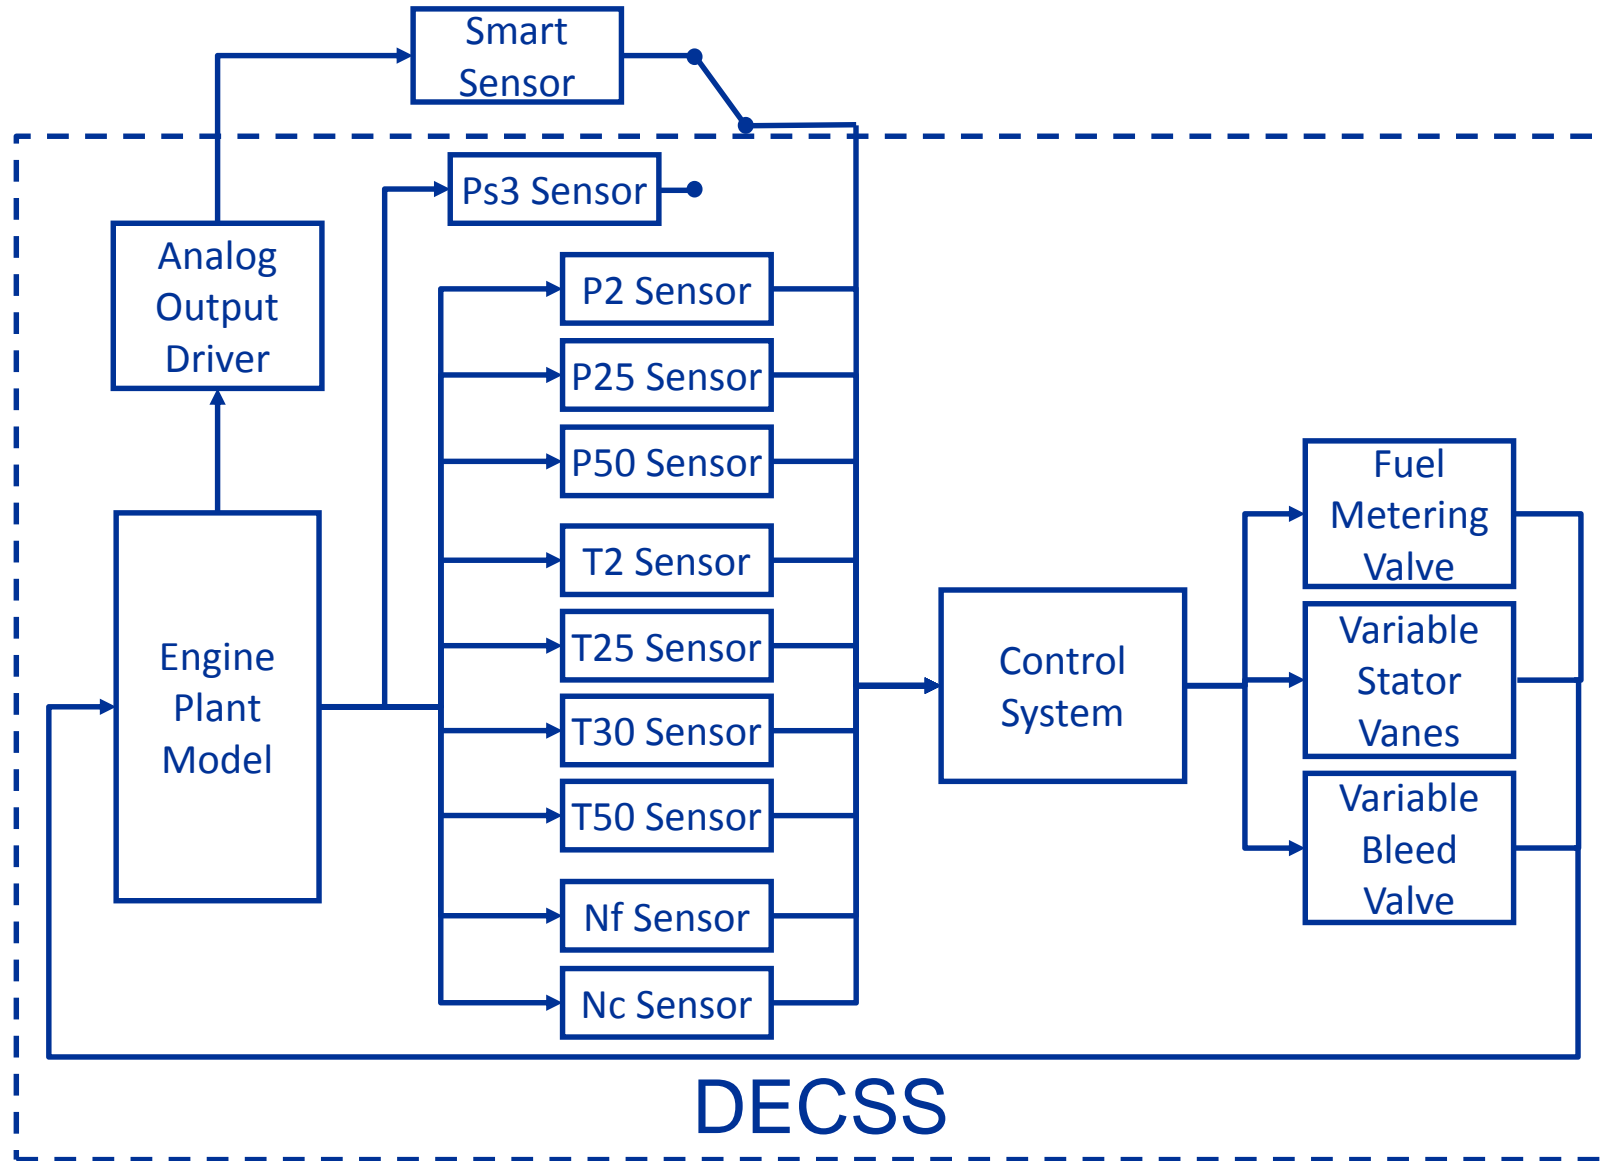 Smart
Sensor
Ps3 Sensor
Analog
Output
Driver
P2 Sensor
P25 Sensor
P50 Sensor
T2 Sensor
T25 Sensor
T30 Sensor
T50 Sensor
Nf Sensor
Nc Sensor
Engine
Plant
Model
Control
System
Fuel
Metering
Valve
Variable
Stator
Vanes
Variable
Bleed
Valve
DECSS